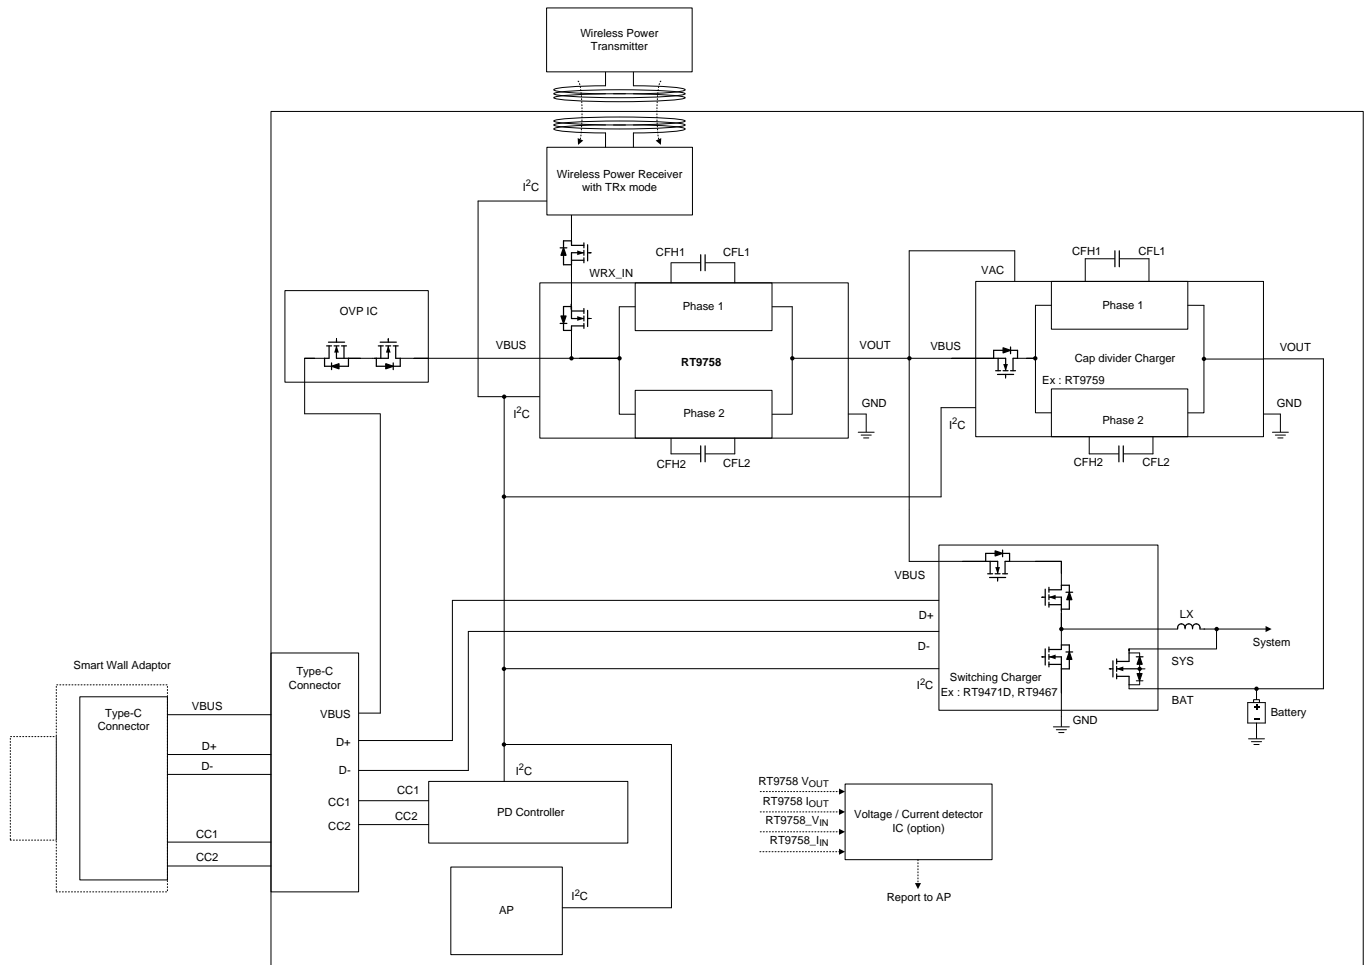 Wireless Power
Transmitter
Wireless Power Receiver
with TRx mode
I²C
WRX_IN
CFH1
CFL1
Phase 1
OVP IC
VBUS
RT9758
VOUT
Phase 2
I²C
GND
CFH2
CFL2
VAC
CFH1
CFL1
Phase 1
VBUS
Cap divider Charger
Ex : RT9759
VOUT
Phase 2
I²C
GND
CFH2
CFL2
VBUS
D+
D-
I²C
Switching Charger
Ex : RT9471D, RT9467
GND
LX
System
SYS
BAT
Battery
Smart Wall Adaptor
Type-C
Connector
VBUS
D+
D-
CC1
CC2
Type-C
Connector
VBUS
D+
D-
CC1
CC2
CC1
CC2
I²C
PD Controller
AP
I²C
RT9758 VOUT
RT9758 IOUT
RT9758_VIN
RT9758_IIN
Voltage / Current detector
IC (option)
Report to AP